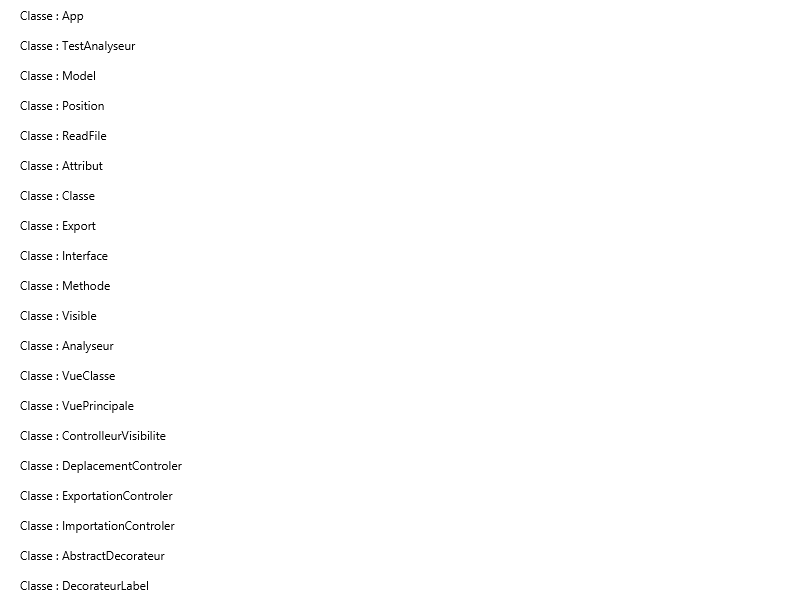 Classe : App
Classe : TestAnalyseur
Classe : Model
Classe : Position
Classe : ReadFile
Classe : Attribut
Classe : Classe
Classe : Export
Classe : Interface
Classe : Methode
Classe : Visible
Classe : Analyseur
Classe : VueClasse
Classe : VuePrincipale
Classe : ControlleurVisibilite
Classe : DeplacementControler
Classe : ExportationControler
Classe : ImportationControler
Classe : AbstractDecorateur
Classe : DecorateurLabel